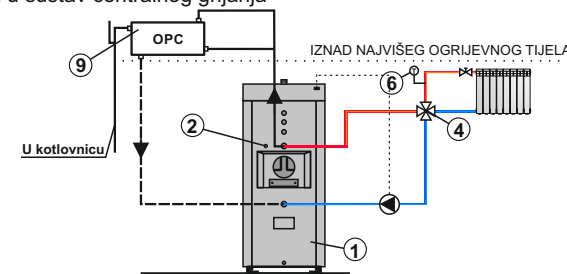 u sustav centralnog grijanja
OPC
9
IZNAD NAJVIŠEG OGRIJEVNOG TIJELA
6
2
4
U kotlovnicu
1